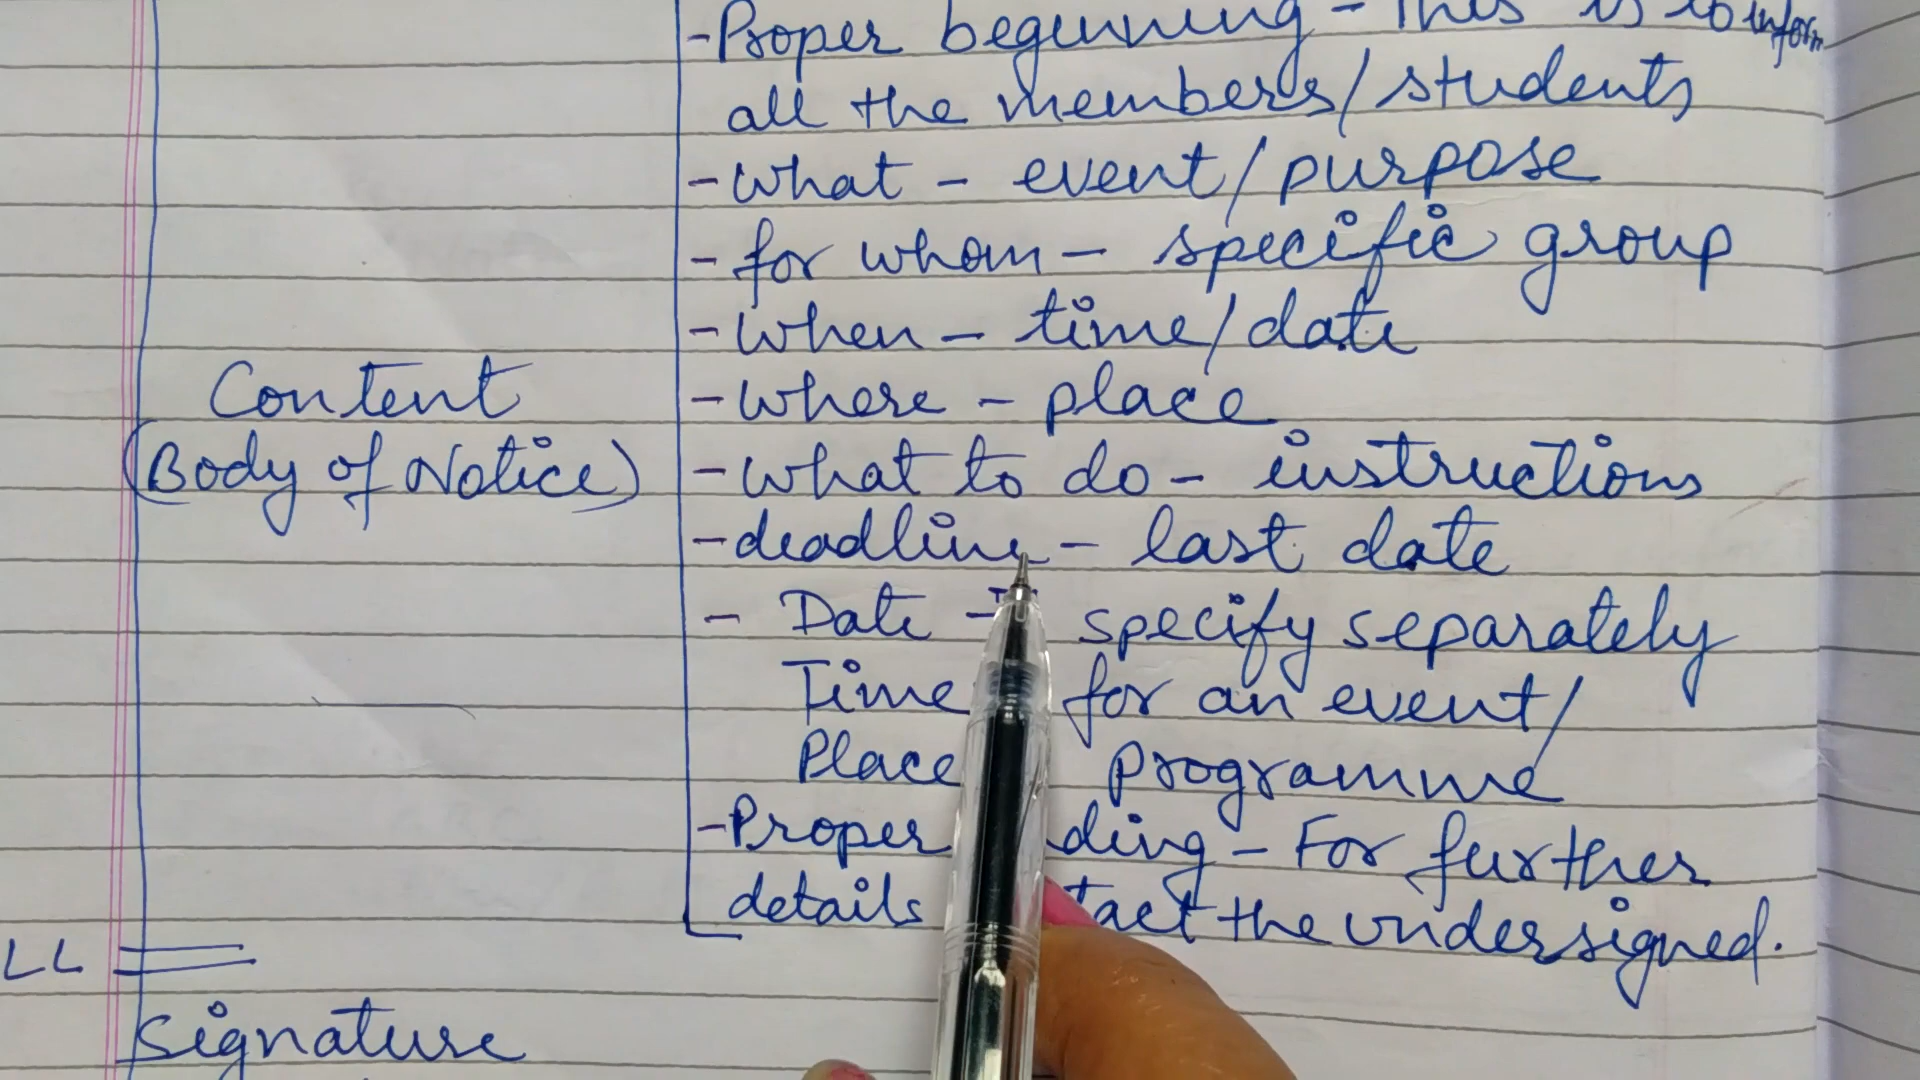 -Proper beginning - This is to inform
all the members/students
-what - event/purpose
-for whom - specific group
-when - time/date
Content
-where - place
(Body of Notice)
-what to do - instructions
-deadline - last date
- Date - specify separately
Time for an event/
Place programme
-Proper - For further
details the undersigned.
LL
Signature